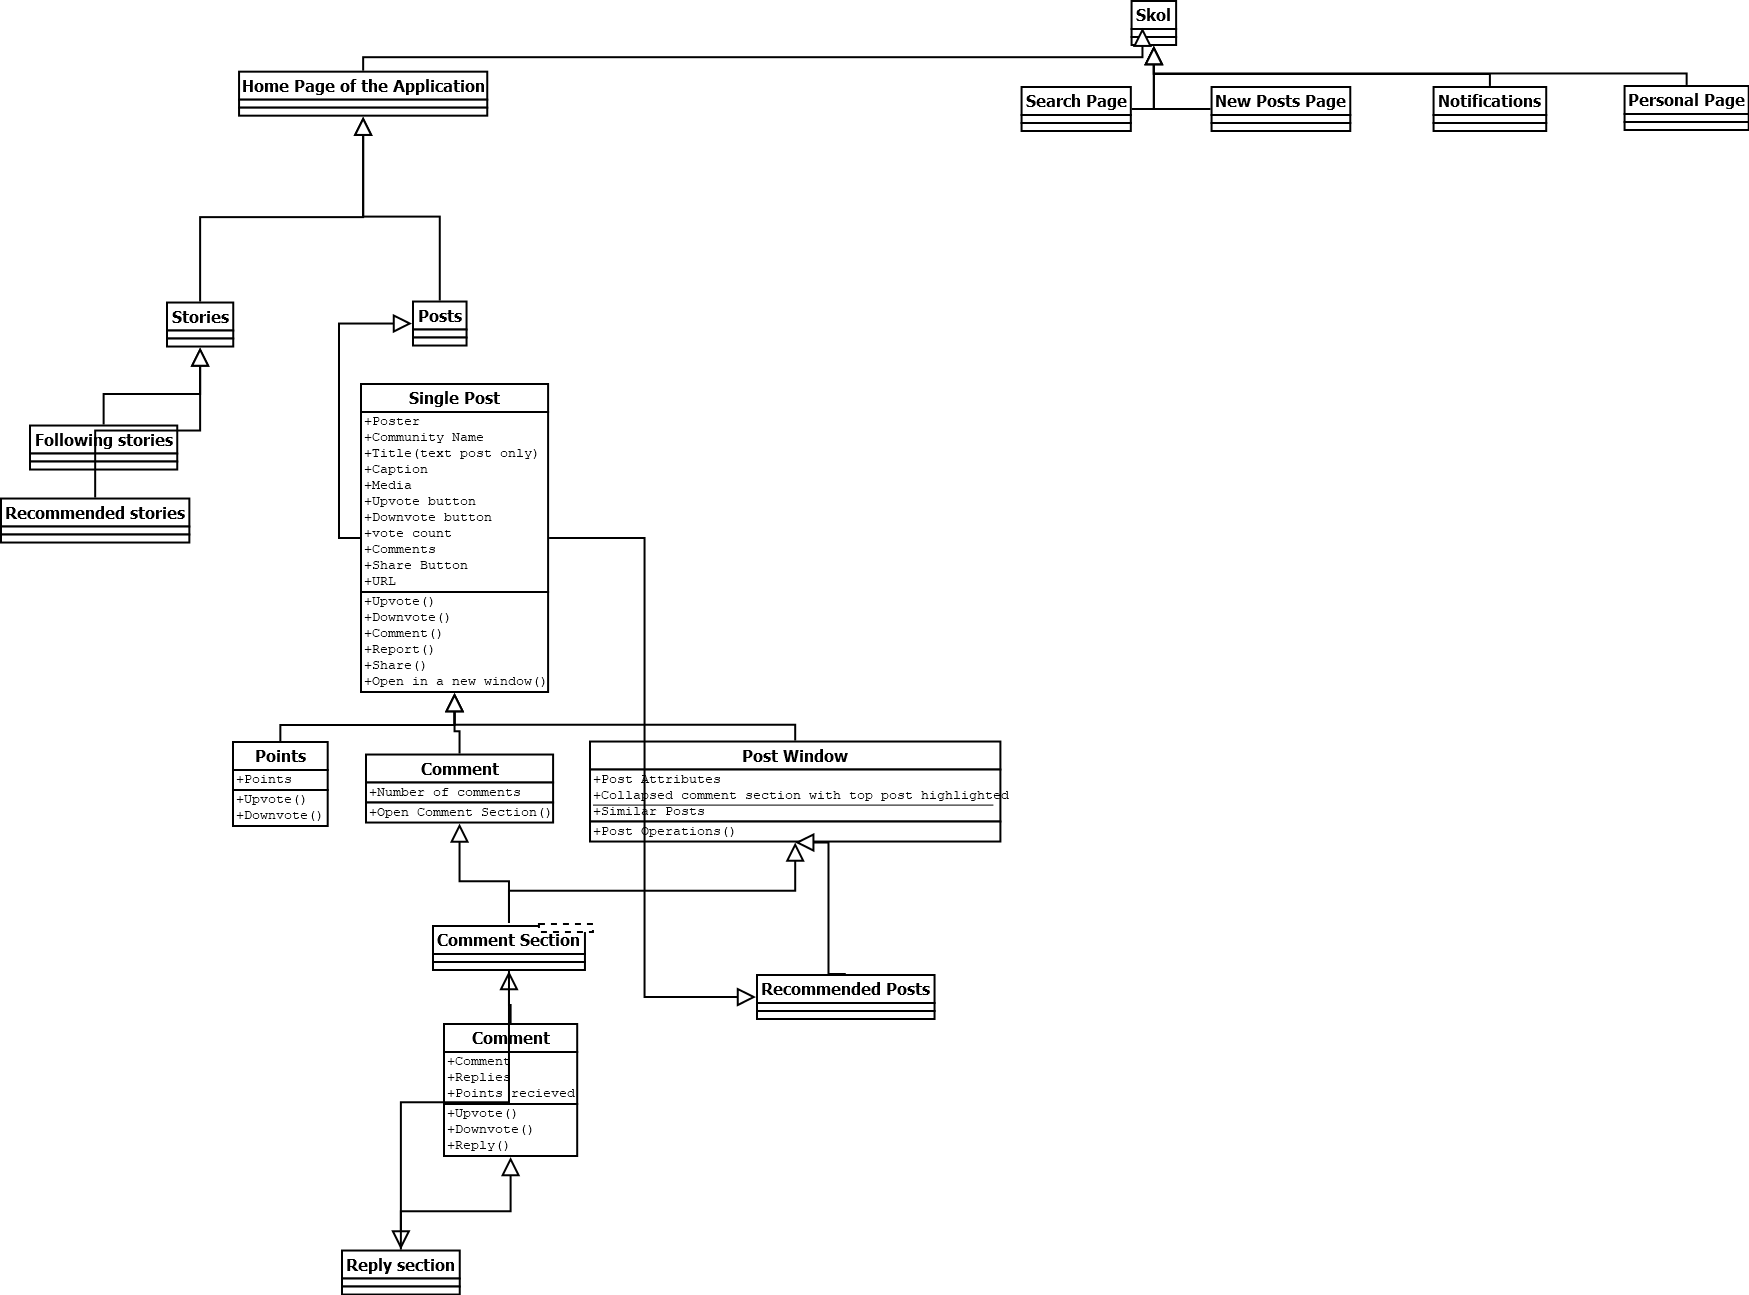 Skol
Home Page of the Application
Search Page
New Posts Page
Notifications
Personal Page
Stories
Posts
Following stories
Recommended stories
Single Post
+Poster
+Community Name
+Title(text post only)
+Caption
+Media
+Upvote button
+Downvote button
+vote count
+Comments
+Share Button
+URL
+Upvote()
+Downvote()
+Comment()
+Report()
+Share()
+Open in a new window()
Points
+Points
+Upvote()
+Downvote()
Comment
+Number of comments
+Open Comment Section()
Post Window
+Post Attributes
+Collapsed comment section with top post highlighted
+Similar Posts
+Post Operations()
Comment Section
Recommended Posts
Comment
+Comment
+Replies
+Points recieved
+Upvote()
+Downvote()
+Reply()
Reply section